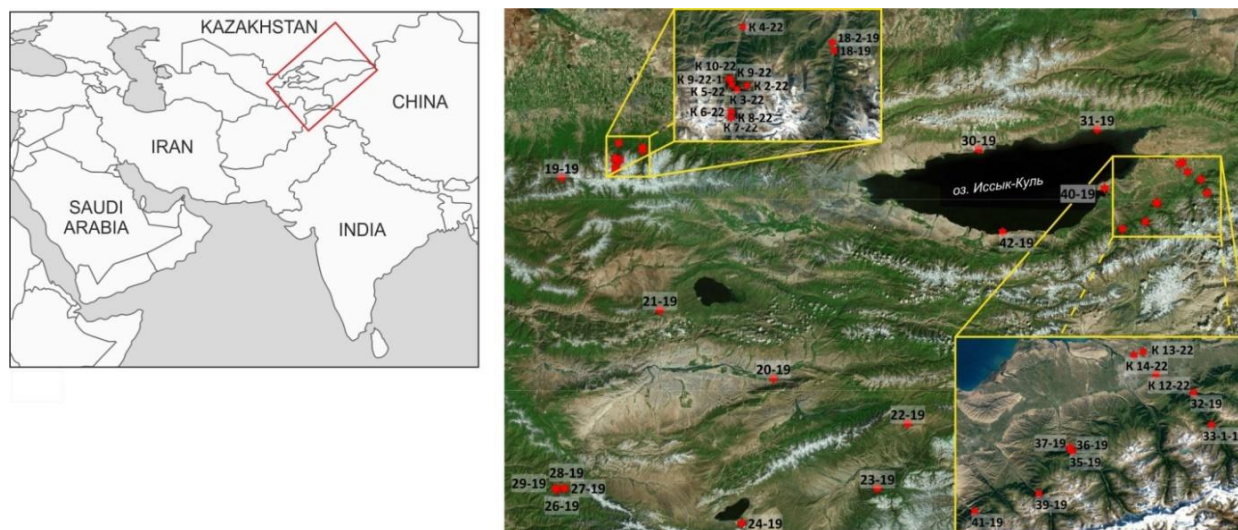 KAZAKHSTAN
CHINA
IRAN
SAUDI
ARABIA
INDIA
К 4-22
18-2-19
18-19
К 10-22
К 9-22
К 9-22-1
К 2-22
К 5-22
К 3-22
К 6-22
К 8-22
К 7-22
31-19
30-19
19-19
оз. Иссык-Куль
40-19
42-19
21-19
20-19
22-19
28-19
29-19
27-19
26-19
23-19
24-19
К 13-22
К 14-22
К 12-22
32-19
33-1-1
37-19
36-19
35-19
39-19
41-19